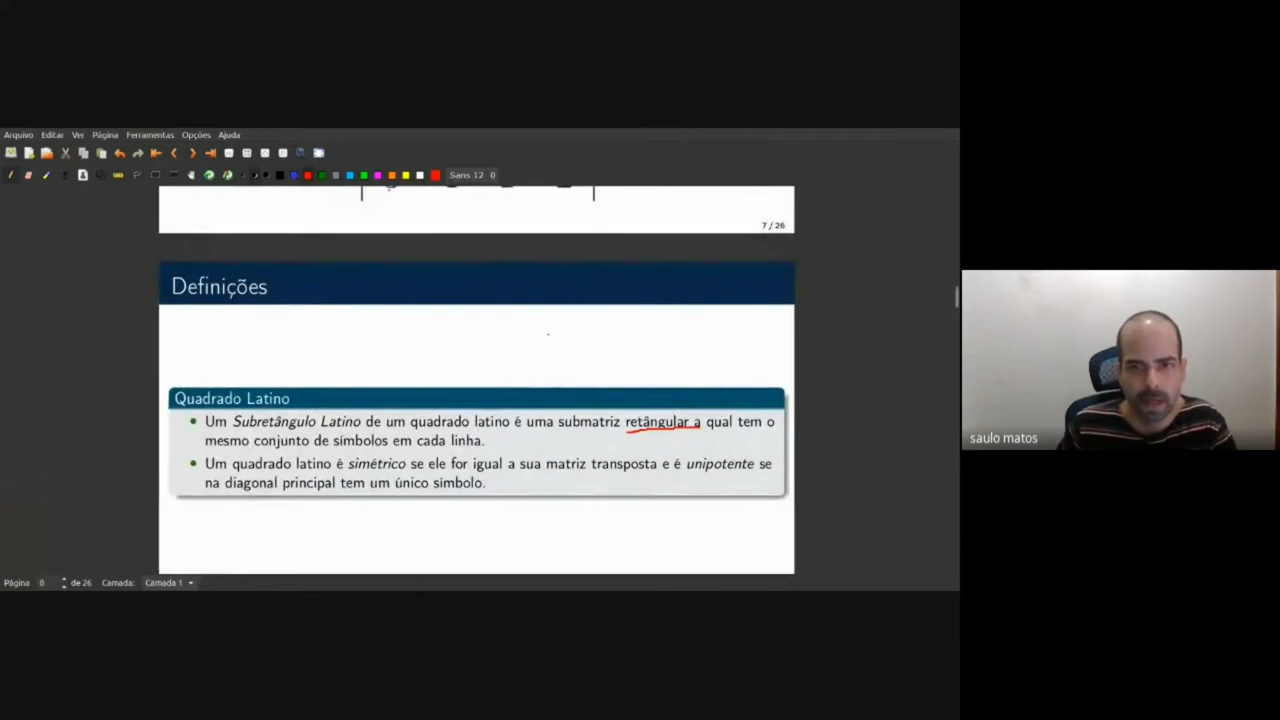 Arquivo Editar Ver Página Ferramentas Opções Ajuda
Sans 12 0
7 / 26
Definições
Quadrado Latino
• Um Subretângulo Latino de um quadrado latino é uma submatriz retângular a qual tem o
mesmo conjunto de símbolos em cada linha.
• Um quadrado latino é simétrico se ele for igual a sua matriz transposta e é unipotente se
na diagonal principal tem um único símbolo.
saulo matos
Página 8 de 26 Camada: Camada 1